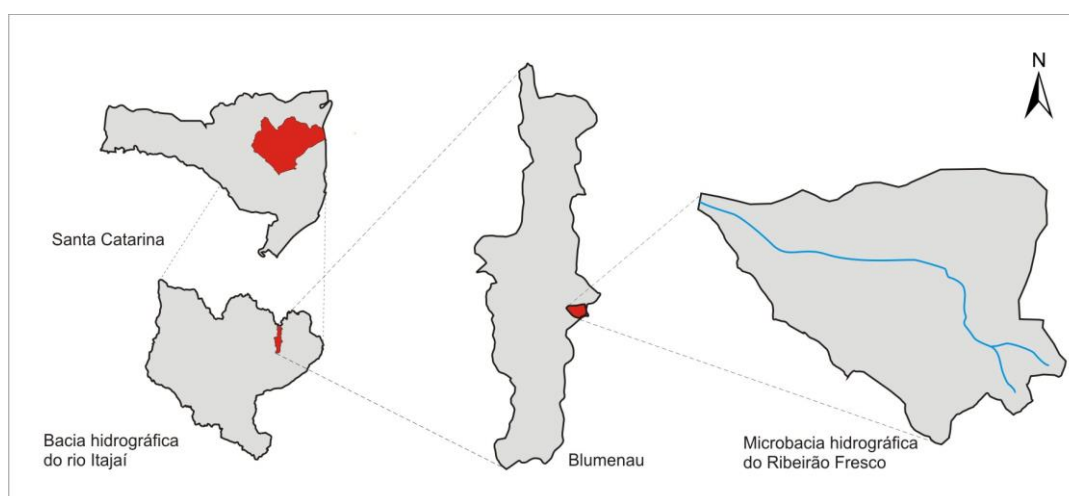 N
Santa Catarina
Bacia hidrográfica
do rio Itajaí
Blumenau
Microbacia hidrográfica
do Ribeirão Fresco